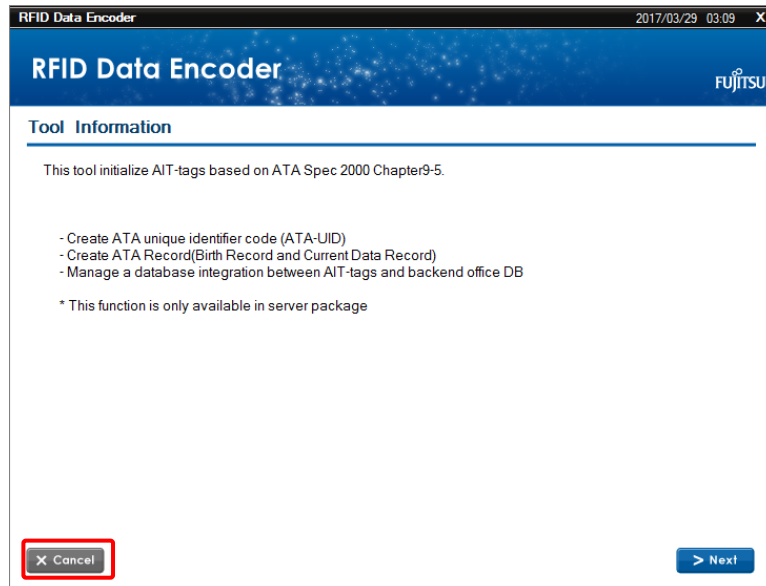 RFID Data Encoder 2017/03/29 03:09 X
RFID Data Encoder
FUJITSU
Tool Information
This tool initialize AIT-tags based on ATA Spec 2000 Chapter9-5.
- Create ATA unique identifier code (ATA-UID)
- Create ATA Record(Birth Record and Current Data Record)
- Manage a database integration between AIT-tags and backend office DB
* This function is only available in server package
X Cancel
> Next